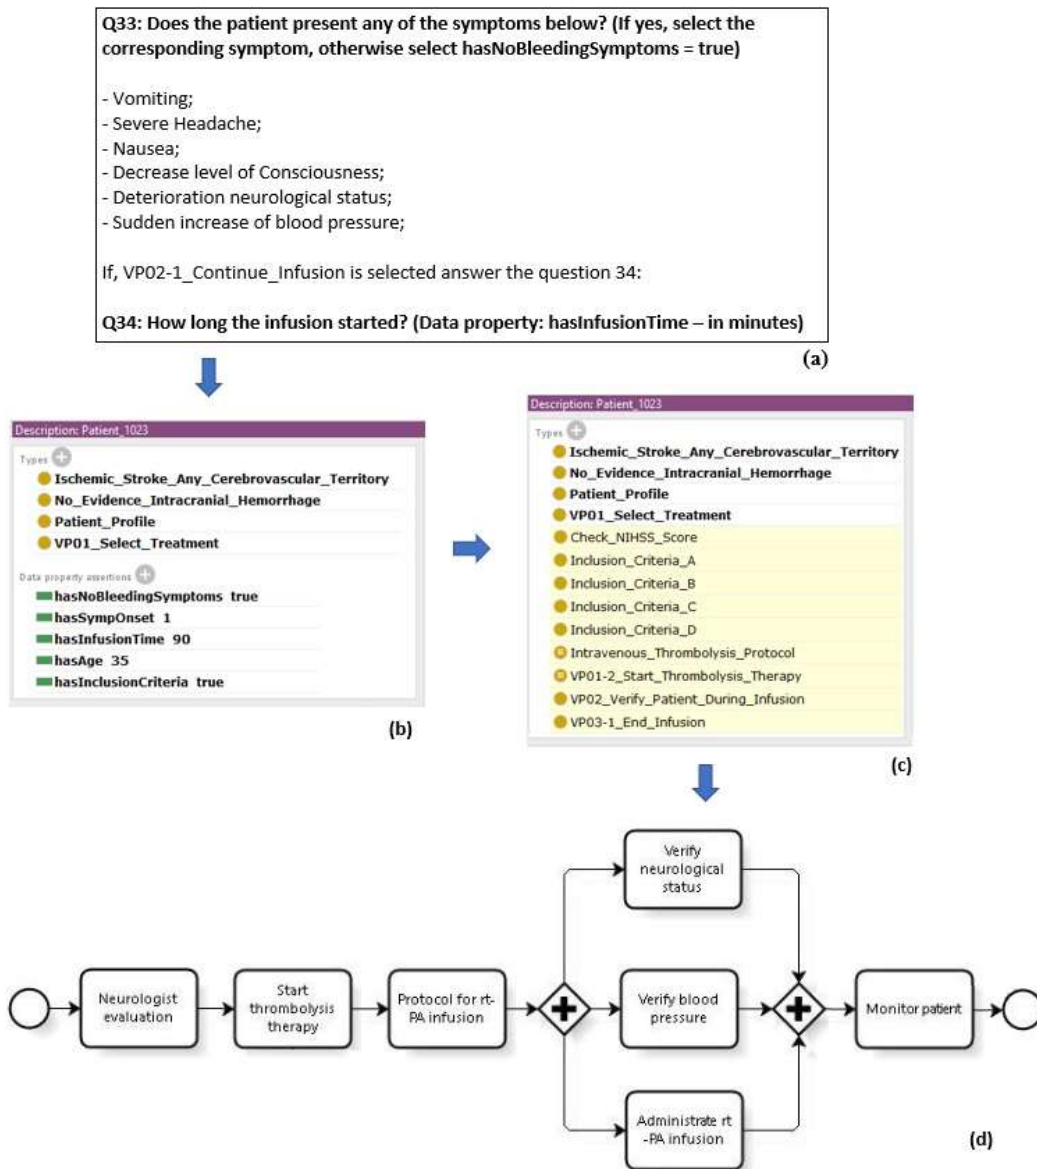 Q33: Does the patient present any of the symptoms below? (If yes, select the
corresponding symptom, otherwise select hasNoBleedingSymptoms = true)
- Vomiting;
- Severe Headache;
- Nausea;
- Decrease level of Consciousness;
- Deterioration neurological status;
- Sudden increase of blood pressure;
If, VP02-1_Continue_Infusion is selected answer the question 34:
Q34: How long the infusion started? (Data property: hasInfusionTime – in minutes)
(a)
Description: Patient_1023
Types
Ischemic_Stroke_Any_Cerebrovascular_Territory
No_Evidence_Intracranial_Hemorrhage
Patient_Profile
VP01_Select_Treatment
Data property assertions
hasNoBleedingSymptoms true
hasSympOnset 1
hasInfusionTime 90
hasAge 35
hasInclusionCriteria true
(b)
Description: Patient_1023
Types
Ischemic_Stroke_Any_Cerebrovascular_Territory
No_Evidence_Intracranial_Hemorrhage
Patient_Profile
VP01_Select_Treatment
Check_NIHSS_Score
Inclusion_Criteria_A
Inclusion_Criteria_B
Inclusion_Criteria_C
Inclusion_Criteria_D
Intravenous_Thrombolysis_Protocol
VP01-2_Start_Thrombolysis_Therapy
VP02_Verify_Patient_During_Infusion
VP03-1_End_Infusion
(c)
Neurologist
evaluation
Start
thrombolysis
therapy
Protocol for rt-
PA infusion
Verify
neurological
status
Verify blood
pressure
Administrate rt
-PA infusion
Monitor patient
(d)